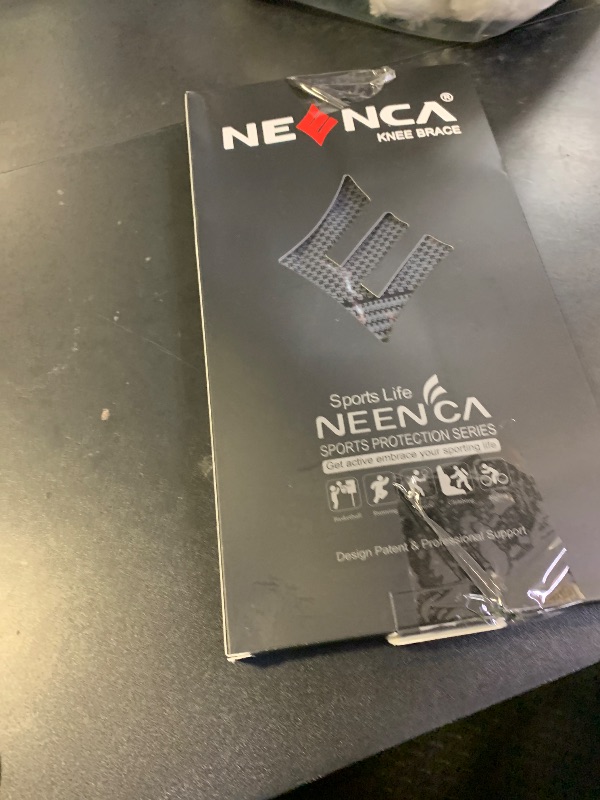 NEENCA®
KNEE BRACE
Sports Life
NEENCA
SPORTS PROTECTION SERIES
Get active embrace your sporting life
Basketball
Design Patent & Professional Support